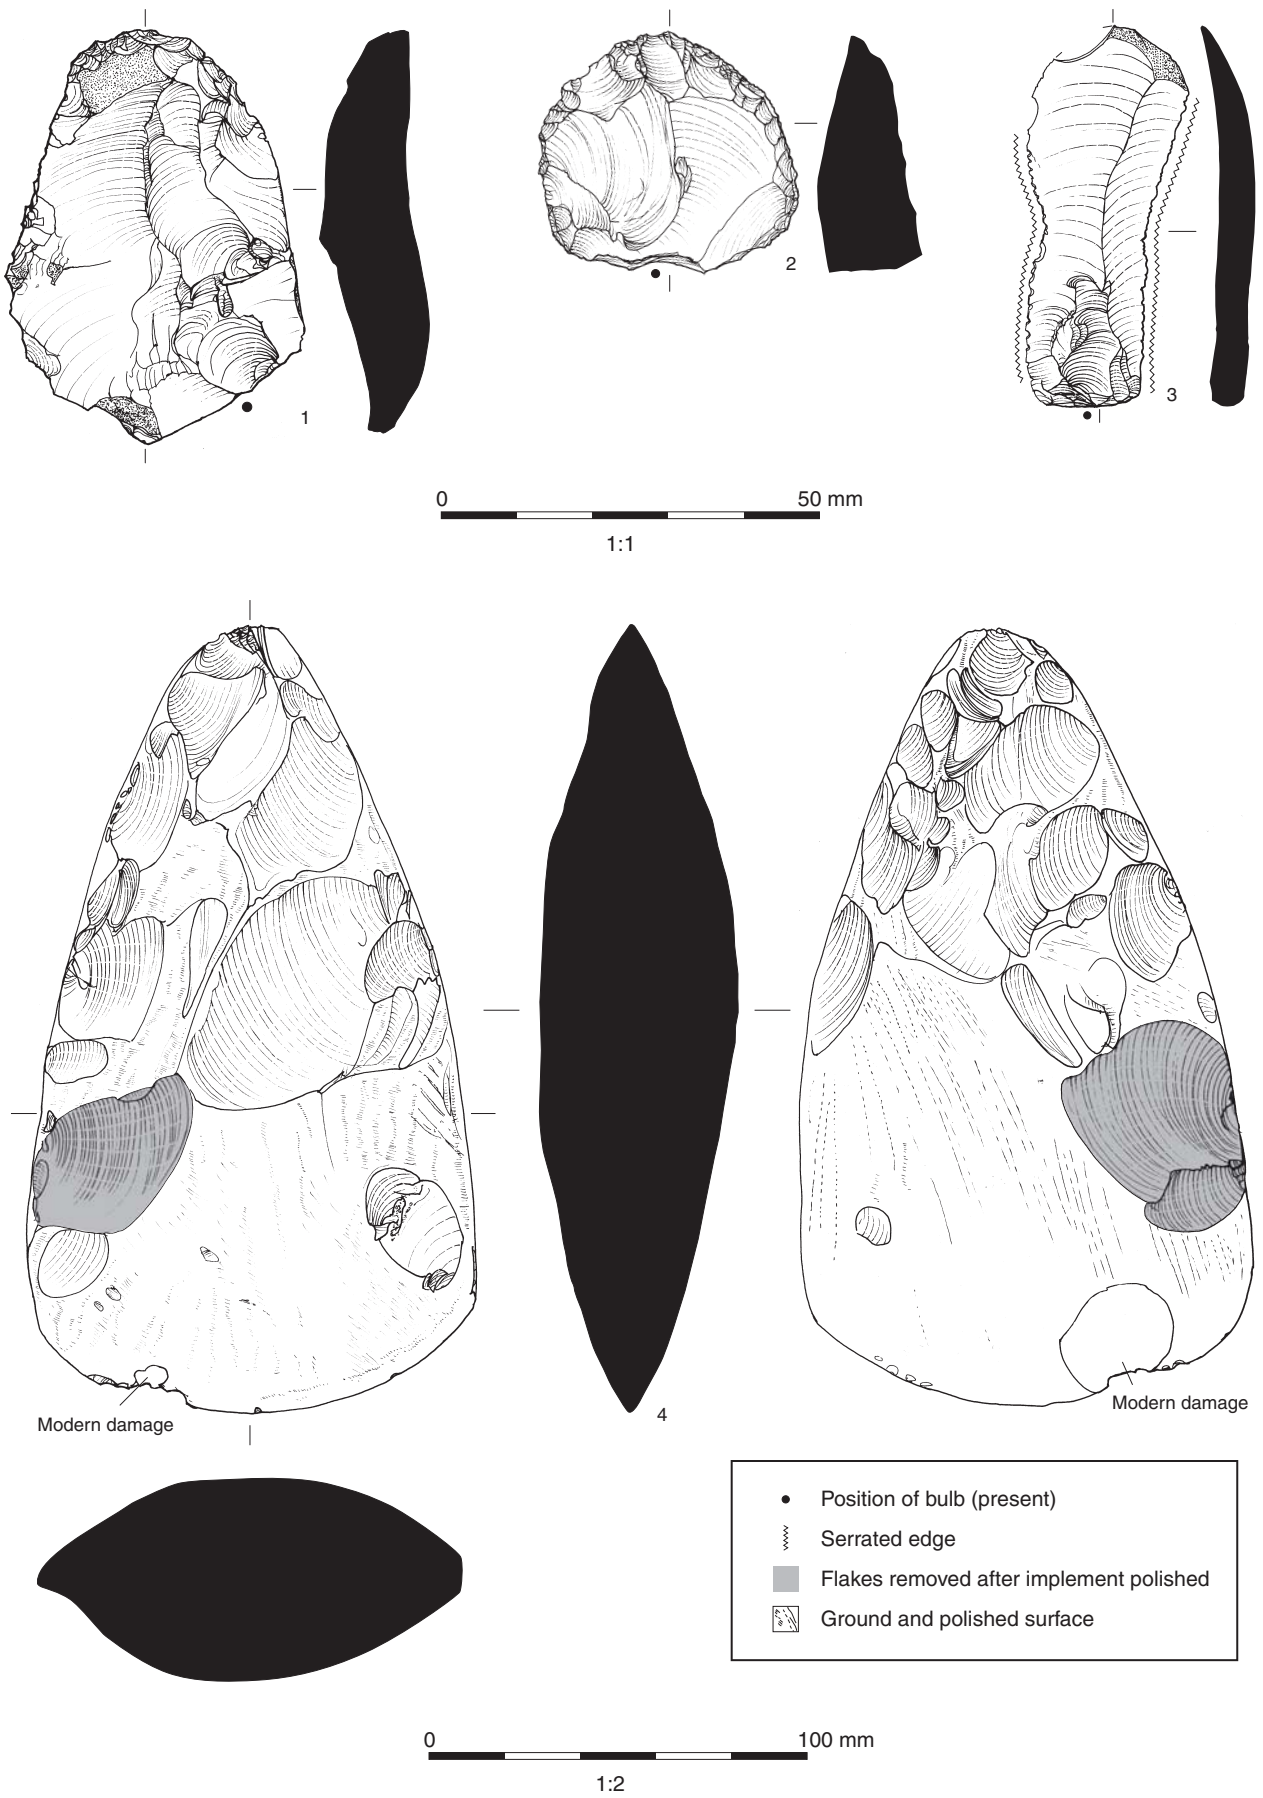 1
2
3
0 50 mm
1:1
4
Modern damage
Modern damage
Position of bulb (present)
Serrated edge
Flakes removed after implement polished
Ground and polished surface
0 100 mm
1:2